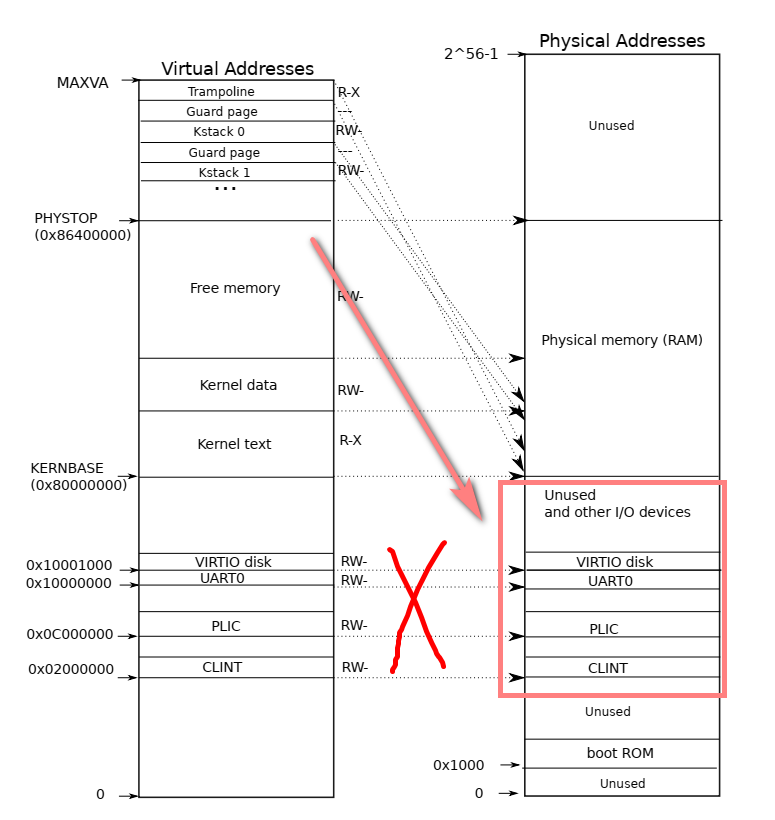 Physical Addresses
2^56-1
Virtual Addresses
MAXVA
Trampoline
R-X
Guard page
---
Unused
Kstack 0
RW-
Guard page
---
Kstack 1
RW-
...
PHYSTOP
(0x86400000)
Free memory
RW-
Physical memory (RAM)
Kernel data
RW-
Kernel text
R-X
KERNBASE
(0x80000000)
Unused
and other I/O devices
0x10001000
VIRTIO disk
RW-
VIRTIO disk
0x10000000
UART0
RW-
UART0
0x0C000000
PLIC
RW-
PLIC
0x02000000
CLINT
RW-
CLINT
Unused
boot ROM
0x1000
Unused
0
0